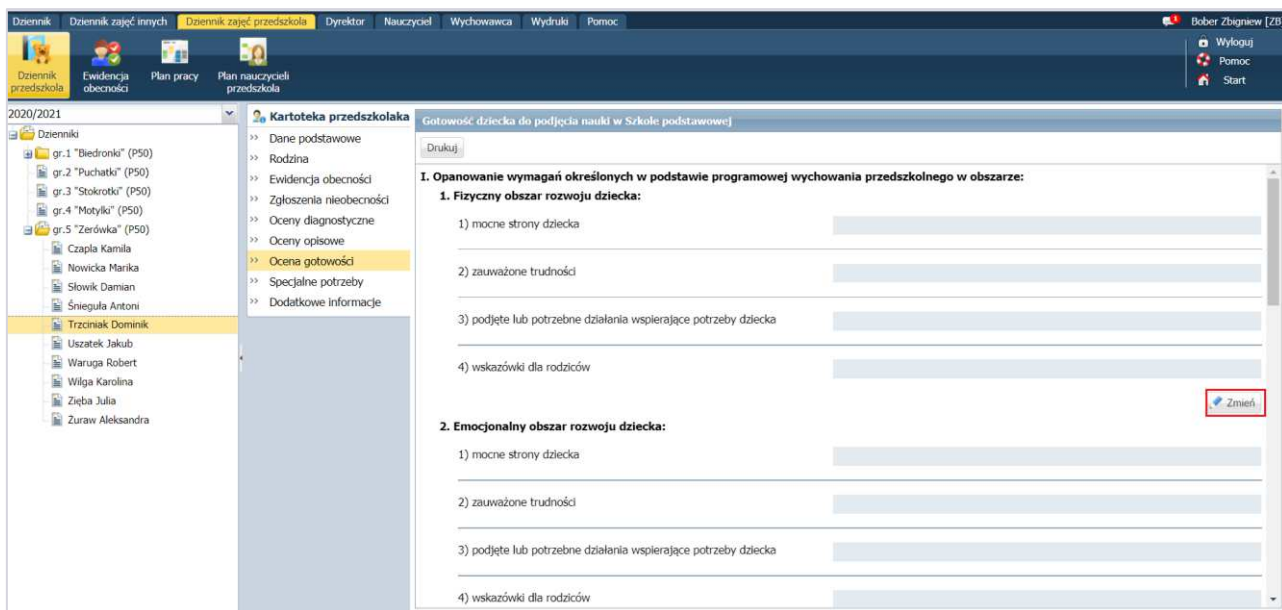 Dziennik Dziennik zajęć innych Dziennik zajęć przedszkola Dyrektor Nauczyciel Wychowawca Wydruki Pomoc Bober Zbigniew [ZB
Wyloguj
Pomoc
Start
Dziennik przedszkola
Ewidencja obecności
Plan pracy
Plan nauczycieli przedszkola
2020/2021
Dzienniki
gr.1 "Biedronki" (P50)
gr.2 "Puchatki" (P50)
gr.3 "Stokrotki" (P50)
gr.4 "Motylki" (P50)
gr.5 "Zerówka" (P50)
Czapla Kamila
Nowicka Marika
Słowik Damian
Śnieguła Antoni
Trzciniak Dominik
Uszatek Jakub
Waruga Robert
Wilga Karolina
Zięba Julia
Żuraw Aleksandra
Kartoteka przedszkolaka
Dane podstawowe
Rodzina
Ewidencja obecności
Zgłoszenia nieobecności
Oceny diagnostyczne
Oceny opisowe
Ocena gotowości
Specjalne potrzeby
Dodatkowe informacje
Gotowość dziecka do podjęcia nauki w Szkole podstawowej
Drukuj
I. Opanowanie wymagań określonych w podstawie programowej wychowania przedszkolnego w obszarze:
1. Fizyczny obszar rozwoju dziecka:
1) mocne strony dziecka
2) zauważone trudności
3) podjęte lub potrzebne działania wspierające potrzeby dziecka
4) wskazówki dla rodziców
Zmień
2. Emocjonalny obszar rozwoju dziecka:
1) mocne strony dziecka
2) zauważone trudności
3) podjęte lub potrzebne działania wspierające potrzeby dziecka
4) wskazówki dla rodziców